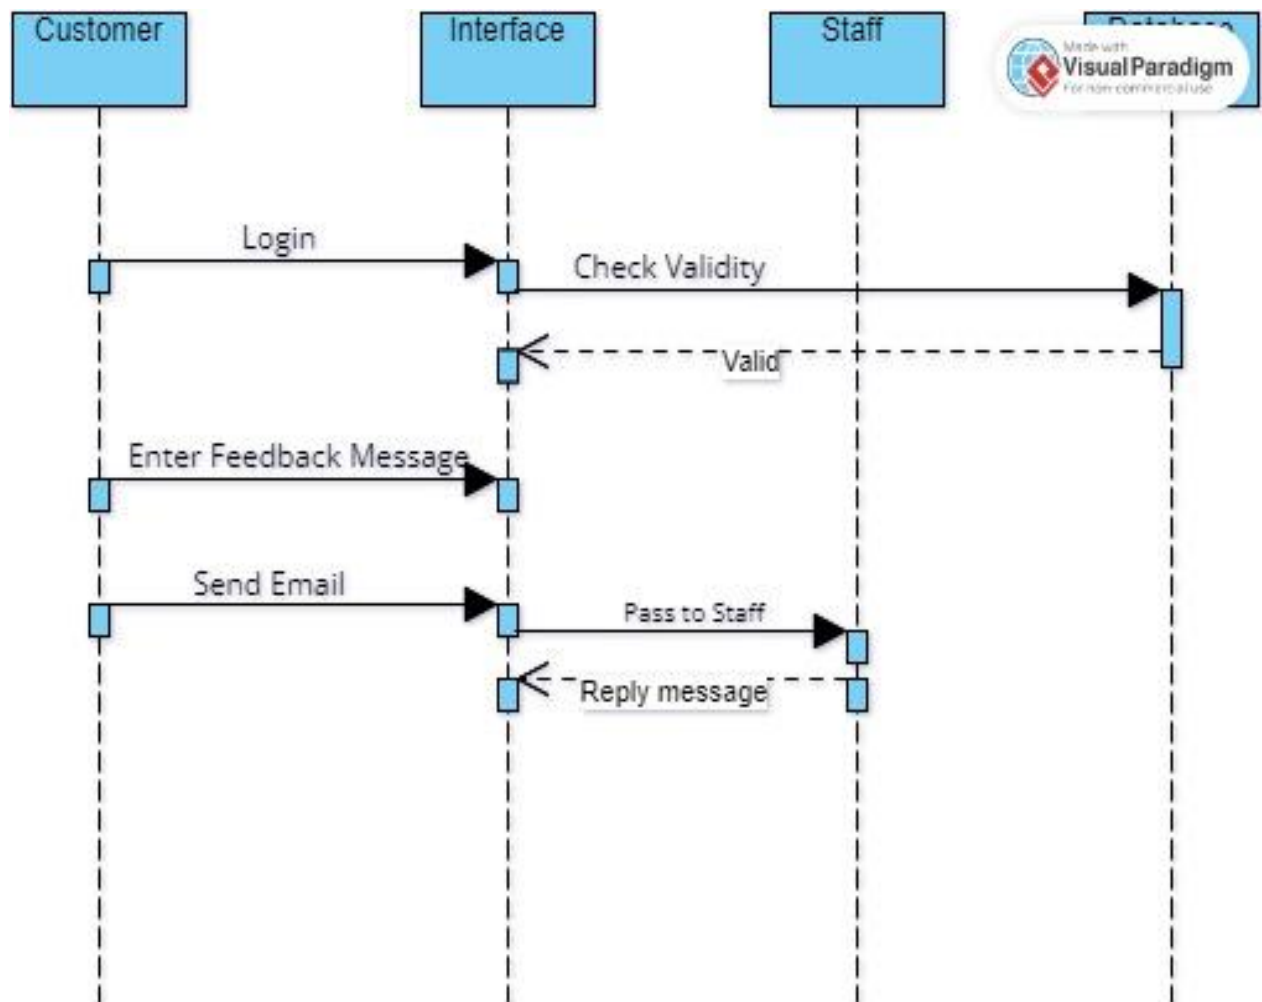 Customer
Interface
Staff
Database
Made with
Visual Paradigm
For non-commercial use
Login
Check Validity
Valid
Enter Feedback Message
Send Email
Pass to Staff
Reply message